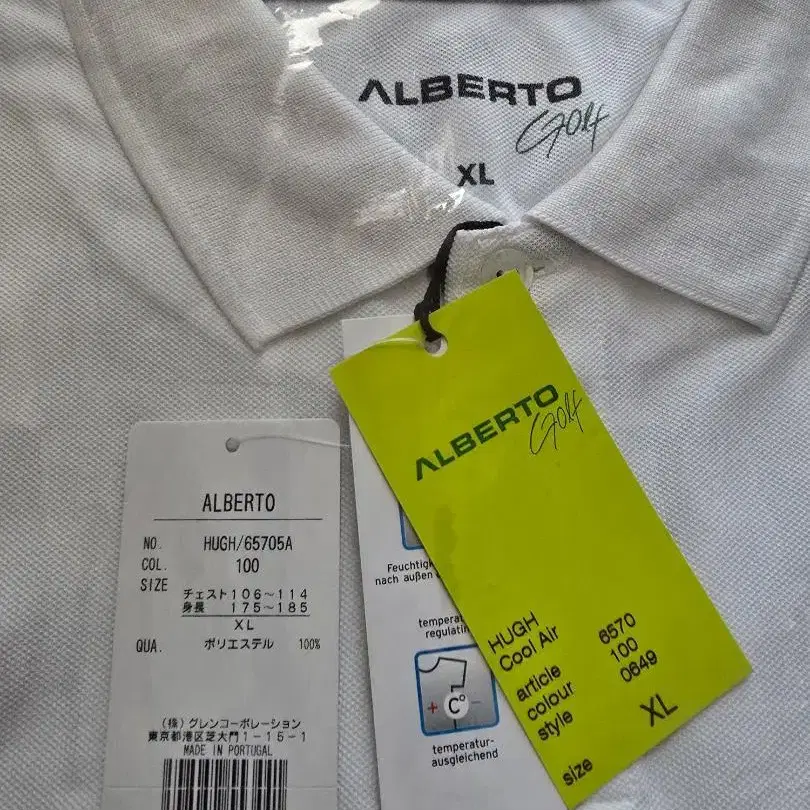 ALBERTO
Golf
XL
ALBERTO
Golf
HUGH
Cool Air
article 6570
colour 100
style 0649
size XL
ALBERTO
NO. HUGH/65705A
COL. 100
SIZE チェスト106~114
身長 175~185
XL
QUA. ポリエステル 100%
(株)グレンコーポレーション
東京都港区芝大門1-15-1
MADE IN PORTUGAL
nach außen
regulating
C°
temperatur-
ausgleichend